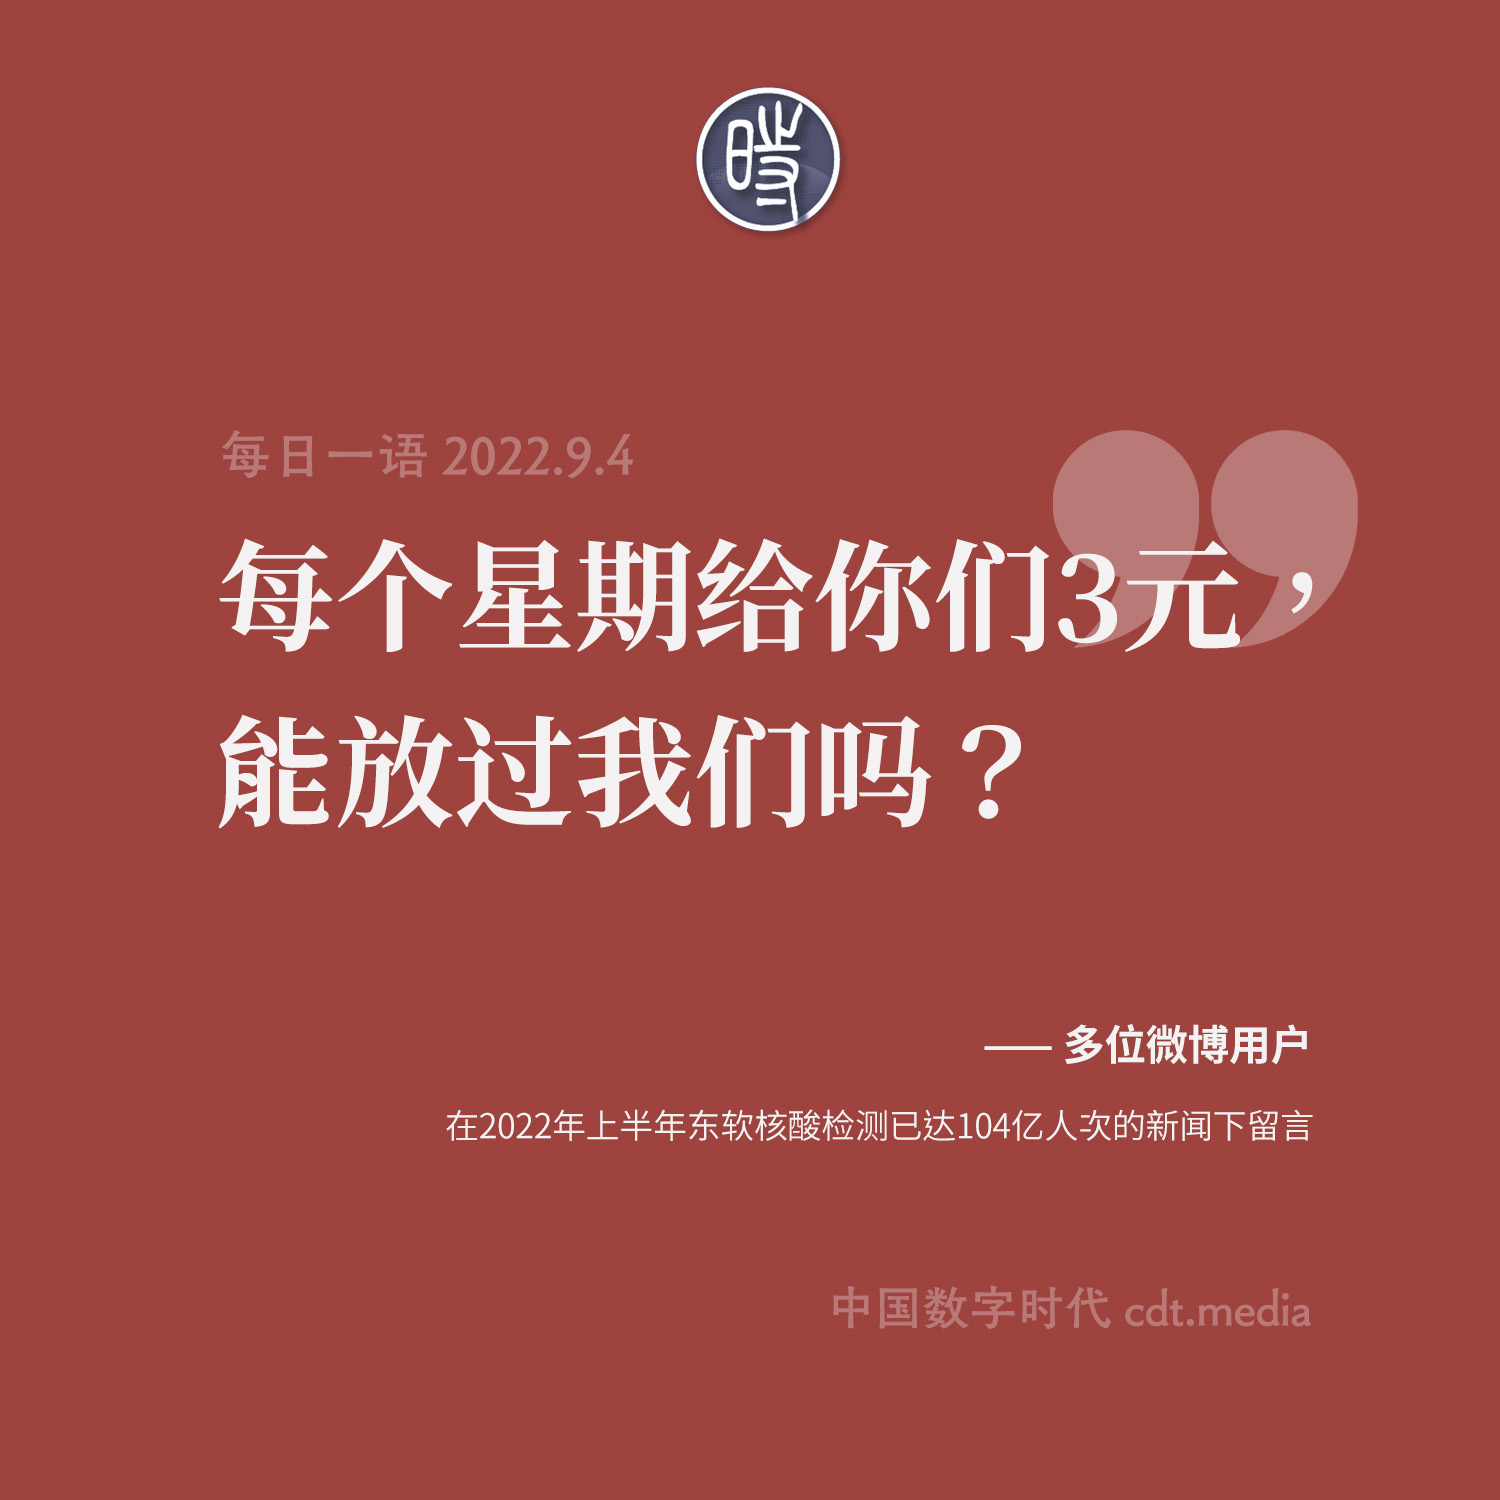 時
每日一语 2022.9.4
每个星期给你们3元，
能放过我们吗？
—— 多位微博用户
在2022年上半年东软核酸检测已达104亿人次的新闻下留言
中国数字时代 cdt.media